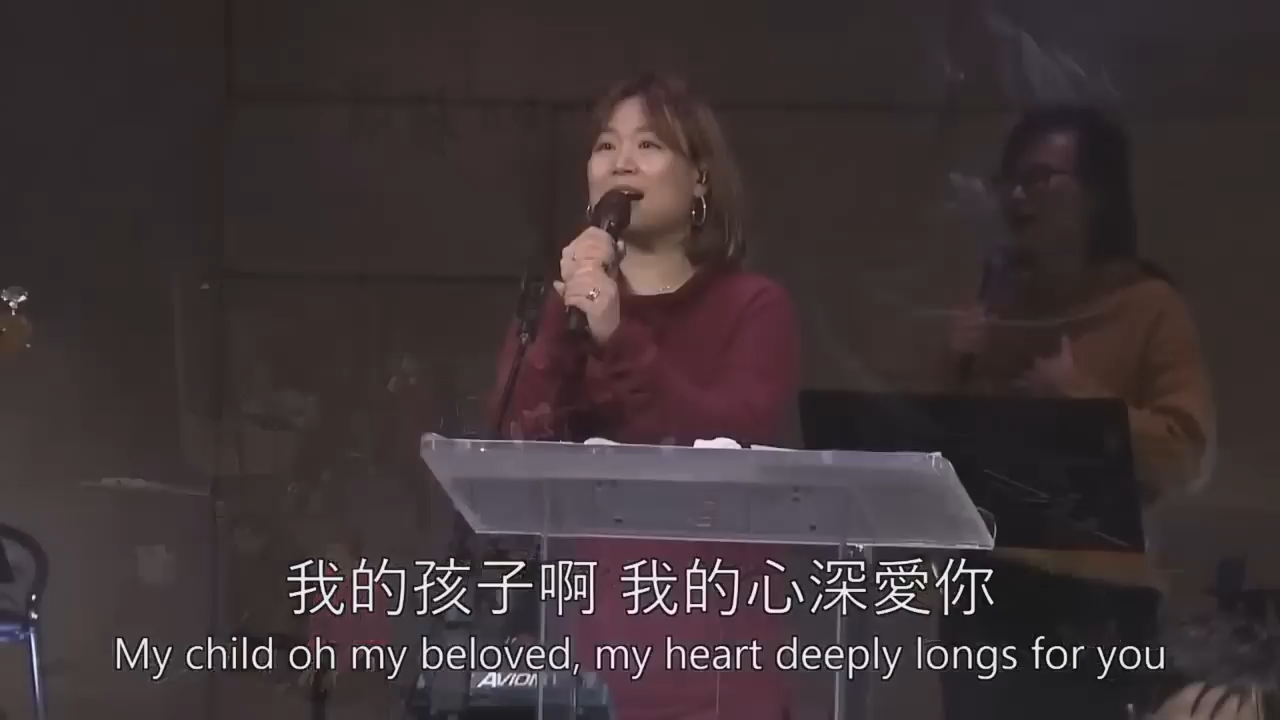 我的孩子啊 我的心深愛你
My child oh my beloved, my heart deeply longs for you
AVIOM